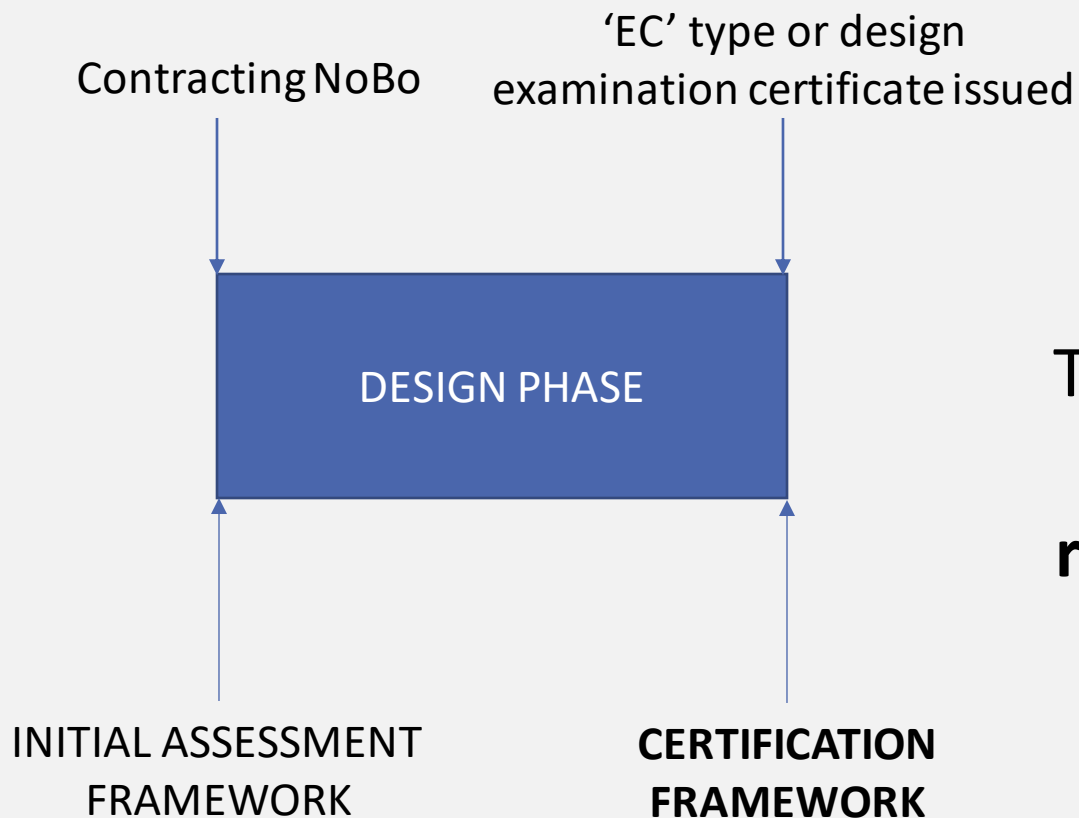 ‘EC’ type or design
Contracting NoBo
examination certificate issued
DESIGN PHASE
INITIAL ASSESSMENT
FRAMEWORK
CERTIFICATION
FRAMEWORK